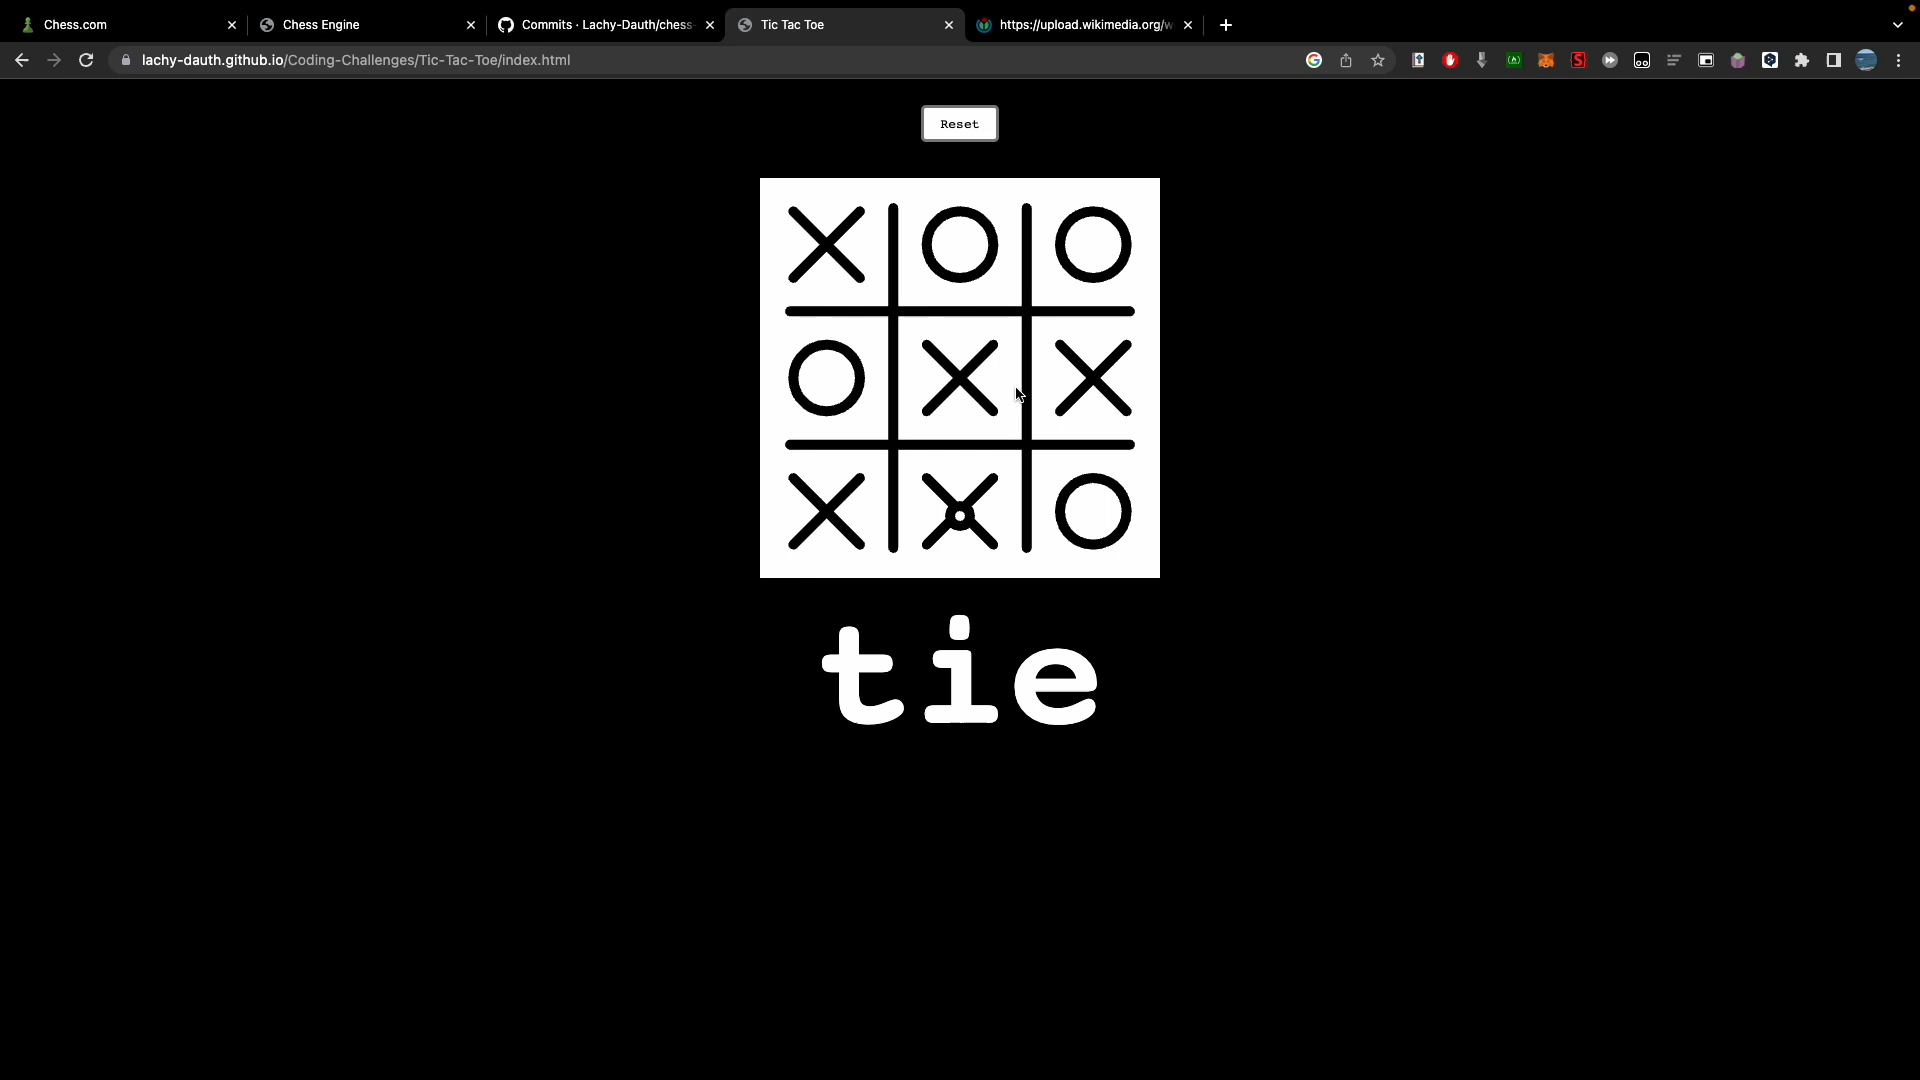 Chess.com
Chess Engine
Commits · Lachy-Dauth/chess-
Tic Tac Toe
https://upload.wikimedia.org/w
lachy-dauth.github.io/Coding-Challenges/Tic-Tac-Toe/index.html
Reset
X O O
O X X
X X O
tie